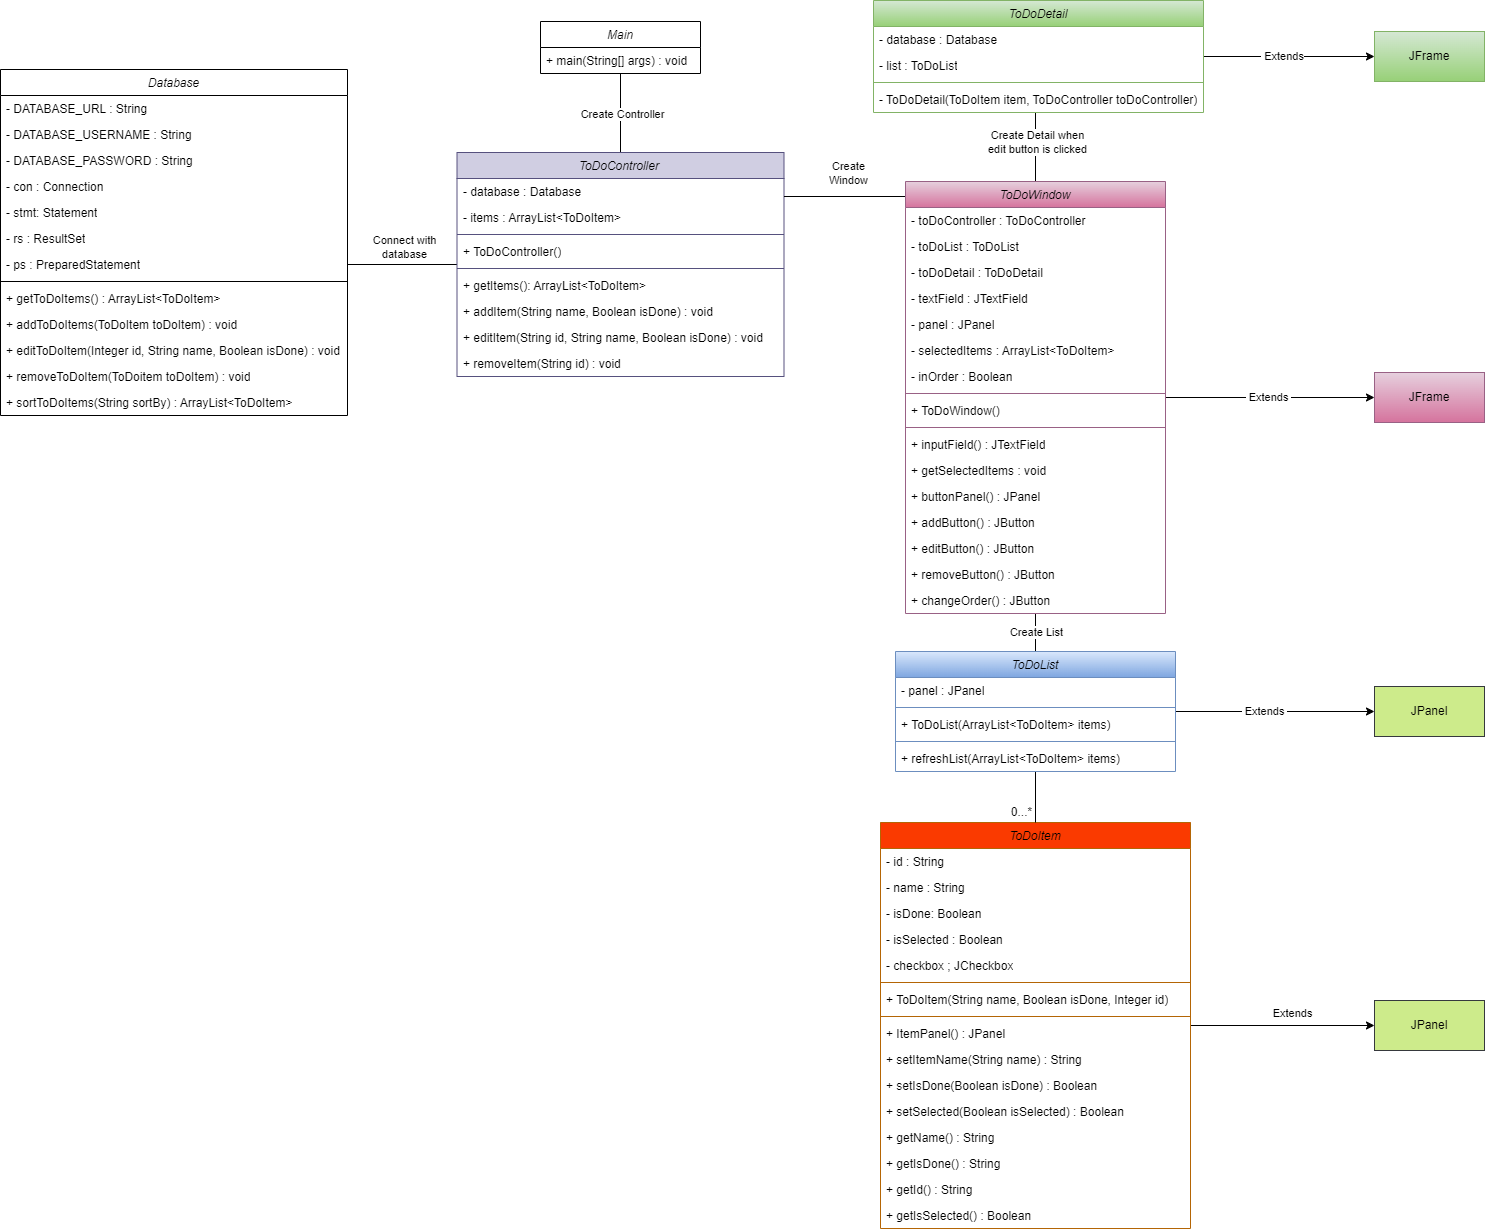 Database
- DATABASE_URL : String
- DATABASE_USERNAME : String
- DATABASE_PASSWORD : String
- con : Connection
- stmt: Statement
- rs : ResultSet
- ps : PreparedStatement
+ getToDoItems() : ArrayList<ToDoItem>
+ addToDoItems(ToDoItem toDoItem) : void
+ editToDoItem(Integer id, String name, Boolean isDone) : void
+ removeToDoItem(ToDoitem toDoItem) : void
+ sortToDoItems(String sortBy) : ArrayList<ToDoItem>
Connect with
database
Main
+ main(String[] args) : void
Create Controller
ToDoController
- database : Database
- items : ArrayList<ToDoItem>
+ ToDoController()
+ getItems(): ArrayList<ToDoItem>
+ addItem(String name, Boolean isDone) : void
+ editItem(String id, String name, Boolean isDone) : void
+ removeItem(String id) : void
Create
Window
ToDoDetail
- database : Database
- list : ToDoList
- ToDoDetail(ToDoItem item, ToDoController toDoController)
Extends
JFrame
Create Detail when
edit button is clicked
ToDoWindow
- toDoController : ToDoController
- toDoList : ToDoList
- toDoDetail : ToDoDetail
- textField : JTextField
- panel : JPanel
- selectedItems : ArrayList<ToDoItem>
- inOrder : Boolean
+ ToDoWindow()
+ inputField() : JTextField
+ getSelectedItems : void
+ buttonPanel() : JPanel
+ addButton() : JButton
+ editButton() : JButton
+ removeButton() : JButton
+ changeOrder() : JButton
Extends
JFrame
Create List
ToDoList
- panel : JPanel
+ ToDoList(ArrayList<ToDoItem> items)
+ refreshList(ArrayList<ToDoItem> items)
Extends
JPanel
0...*
ToDoItem
- id : String
- name : String
- isDone: Boolean
- isSelected : Boolean
- checkbox ; JCheckbox
+ ToDoItem(String name, Boolean isDone, Integer id)
+ ItemPanel() : JPanel
+ setItemName(String name) : String
+ setIsDone(Boolean isDone) : Boolean
+ setSelected(Boolean isSelected) : Boolean
+ getName() : String
+ getIsDone() : String
+ getId() : String
+ getIsSelected() : Boolean
Extends
JPanel